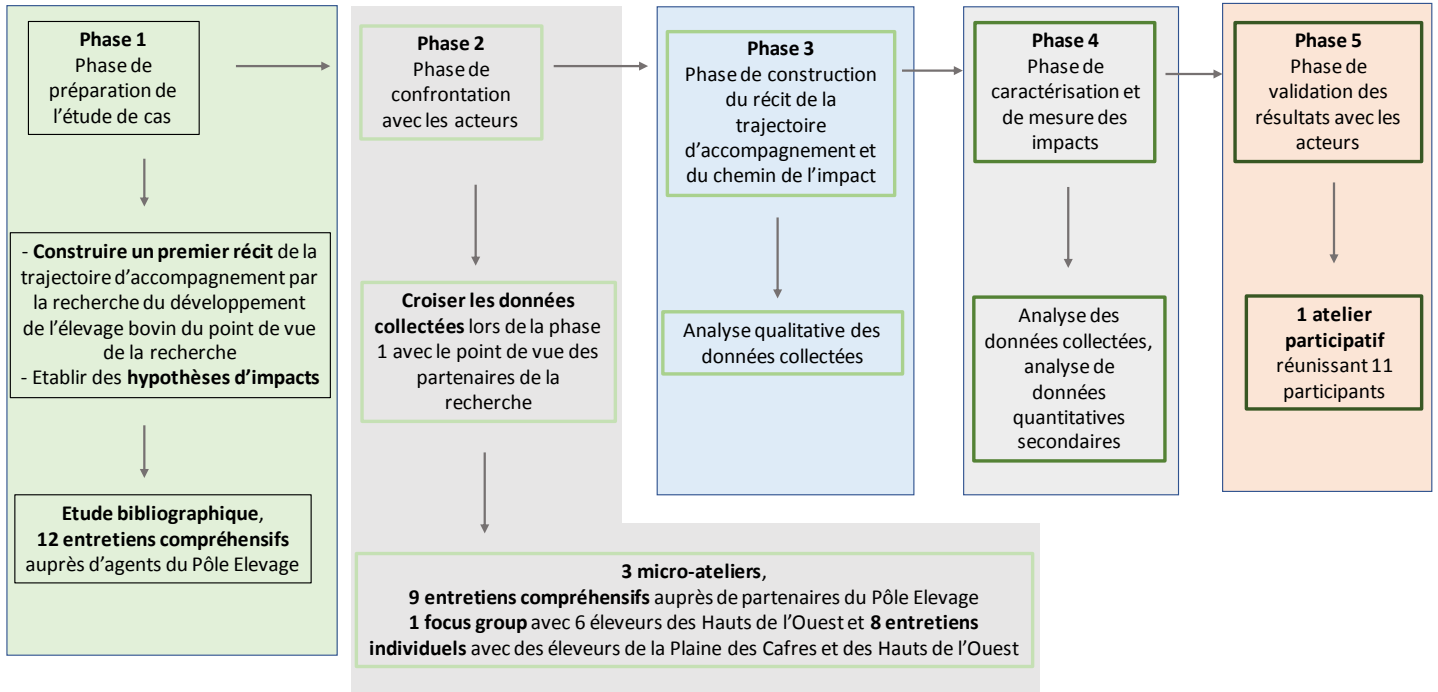 Phase 1
Phase de
préparation de
l'étude de cas
- Construire un premier récit de la
trajectoire d'accompagnement par
la recherche du développement
de l'élevage bovin du point de vue
de la recherche
- Etablir des hypothèses d'impacts
Etude bibliographique,
12 entretiens compréhensifs
auprès d'agents du Pôle Elevage
Phase 2
Phase de
confrontation
avec les acteurs
Croiser les données
collectées lors de la phase
1 avec le point de vue des
partenaires de la
recherche
3 micro-ateliers,
9 entretiens compréhensifs auprès de partenaires du Pôle Elevage
1 focus group avec 6 éleveurs des Hauts de l'Ouest et 8 entretiens
individuels avec des éleveurs de la Plaine des Cafres et des Hauts de l'Ouest
Phase 3
Phase de construction
du récit de la
trajectoire
d'accompagnement et
du chemin de l'impact
Analyse qualitative des
données collectées
Phase 4
Phase de
caractérisation et
de mesure des
impacts
Analyse des
données collectées,
analyse de
données
quantitatives
secondaires
Phase 5
Phase de
validation des
résultats avec les
acteurs
1 atelier
participatif
réunissant 11
participants